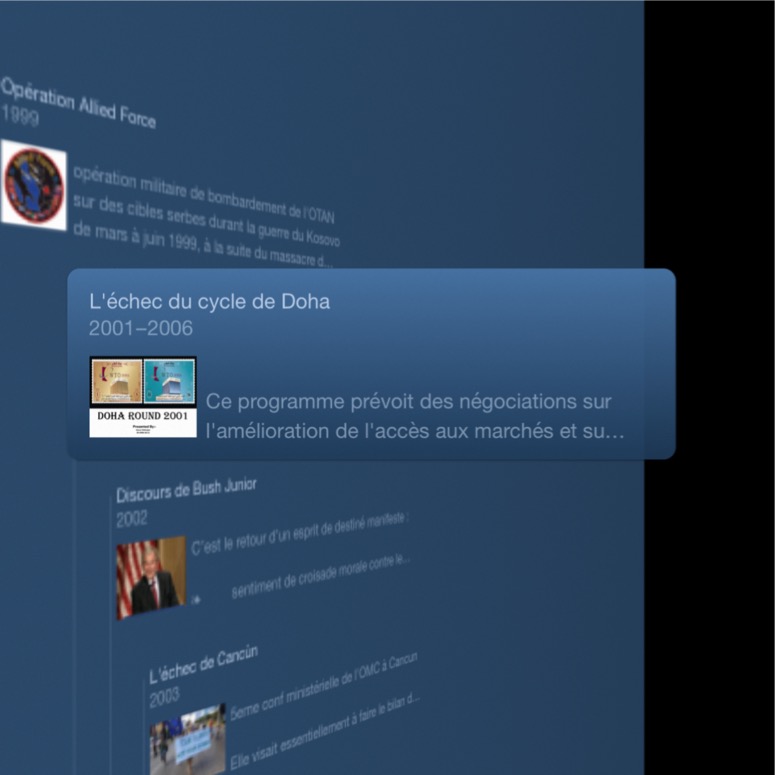 Opération Allied Force
1999
opération militaire de bombardement de l'OTAN
sur des cibles serbes durant la guerre du Kosovo
de mars à juin 1999, à la suite du massacre d...
L'échec du cycle de Doha
2001–2006
DOHA ROUND 2001
Ce programme prévoit des négociations sur
l'amélioration de l'accès aux marchés et su...
Discours de Bush Junior
2002
C'est le retour d'un esprit de destiné manifeste :
sentiment de croisade morale contre le...
L'échec de Cancùn
2003
5eme conf ministérielle de l'OMC à Cancun
Elle visait essentiellement à faire le bilan d...